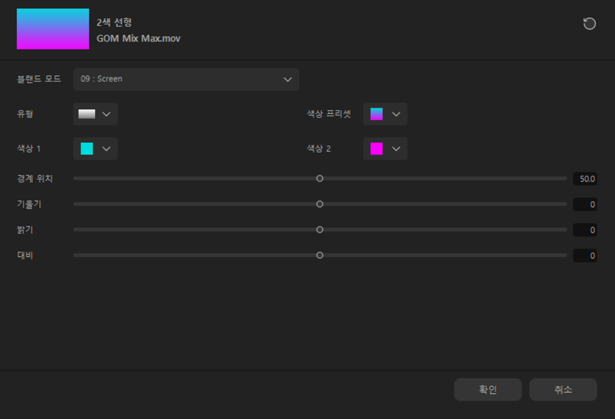 2색 선형
GOM Mix Max.mov
블랜드 모드 09 : Screen
유형 색상 프리셋
색상 1 색상 2
경계 위치 50.0
기울기 0
밝기 0
대비 0
확인 취소